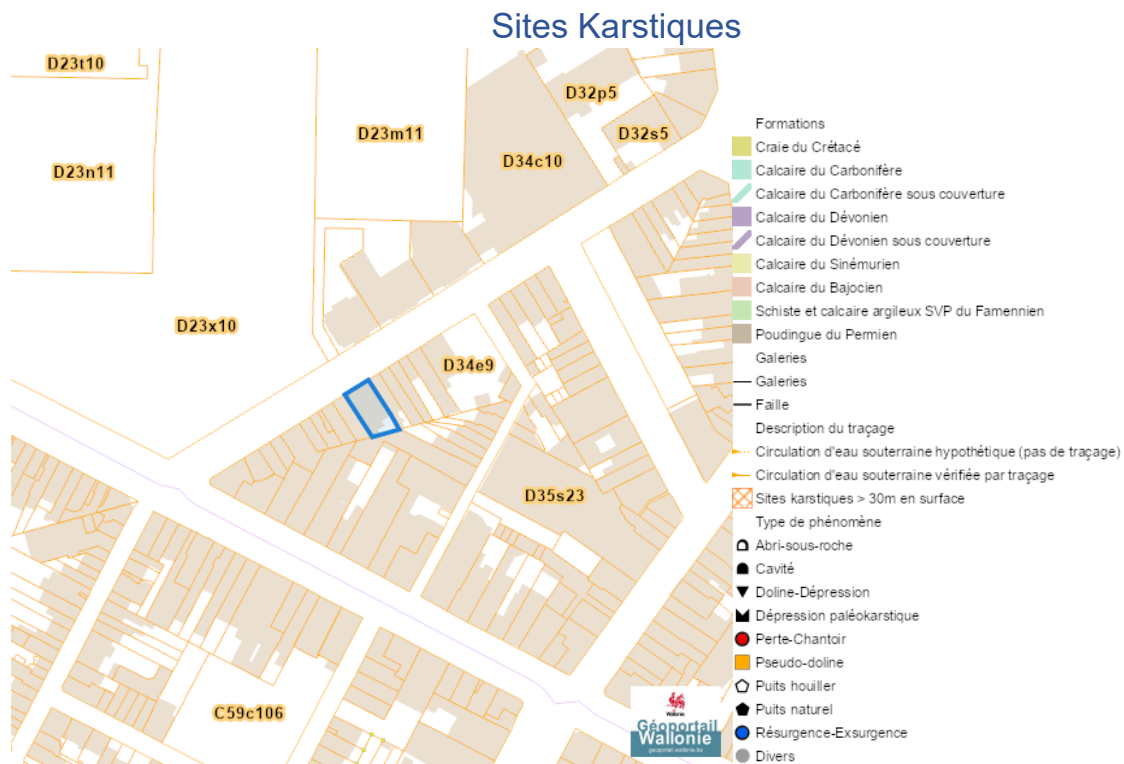 Sites Karstiques
D23t10
D32p5
D23m11
D32s5
D34c10
D23n11
D23x10
D34e9
D35s23
C59c106
Formations
Craie du Crétacé
Calcaire du Carbonifère
Calcaire du Carbonifère sous couverture
Calcaire du Dévonien
Calcaire du Dévonien sous couverture
Calcaire du Sinémurien
Calcaire du Bajocien
Schiste et calcaire argileux SVP du Famennien
Poudingue du Permien
Galeries
Galeries
Faille
Description du traçage
Circulation d'eau souterraine hypothétique (pas de traçage)
Circulation d'eau souterraine vérifiée par traçage
Sites karstiques > 30m en surface
Type de phénomène
Abri-sous-roche
Cavité
Doline-Dépression
Dépression paléokarstique
Perte-Chantoir
Pseudo-doline
Puits houiller
Puits naturel
Résurgence-Exsurgence
Divers
Wallonie
Géoportail
Wallonie
geoportail.wallonie.be